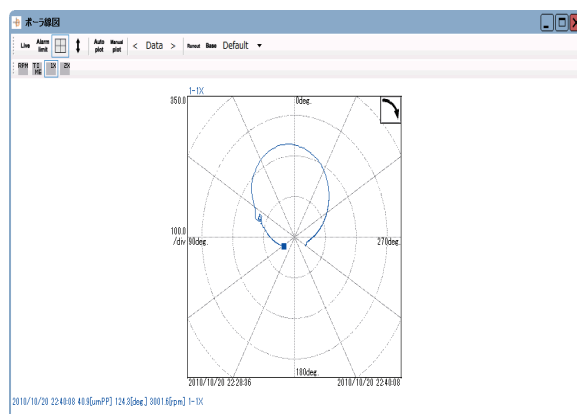 ポーラ線図
Live Alarm limit Auto plot Manual plot < Data > Runout Base Default
RPM TIME 1X 2X
1-1X
350.0 0deg.
100.0
/div 90deg. 270deg.
180deg.
2010/10/20 22:28:36 2010/10/20 22:40:08
2010/10/20 22:40:08 40.9[umPP] 124.3[deg.] 3001.6[rpm] 1-1X